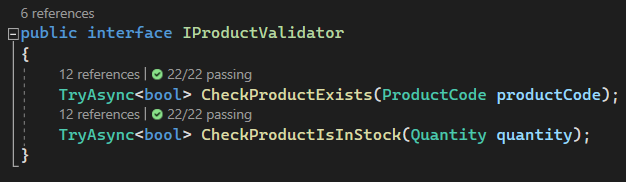 6 references
public interface IProductValidator
{
12 references | 22/22 passing
TryAsync<bool> CheckProductExists(ProductCode productCode);
12 references | 22/22 passing
TryAsync<bool> CheckProductIsInStock(Quantity quantity);
}